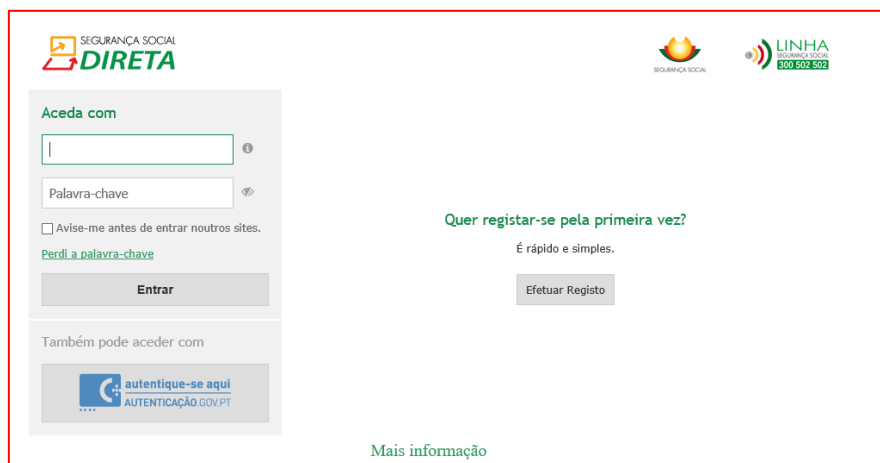 SEGURANÇA SOCIAL
DIRETA
SEGURANÇA SOCIAL
LINHA
SEGURANÇA SOCIAL
300 502 502
Aceda com
Palavra-chave
Avise-me antes de entrar noutros sites.
Perdi a palavra-chave
Entrar
Quer registar-se pela primeira vez?
É rápido e simples.
Efetuar Registo
Também pode aceder com
autentique-se aqui
AUTENTICAÇÃO.GOV.PT
Mais informação